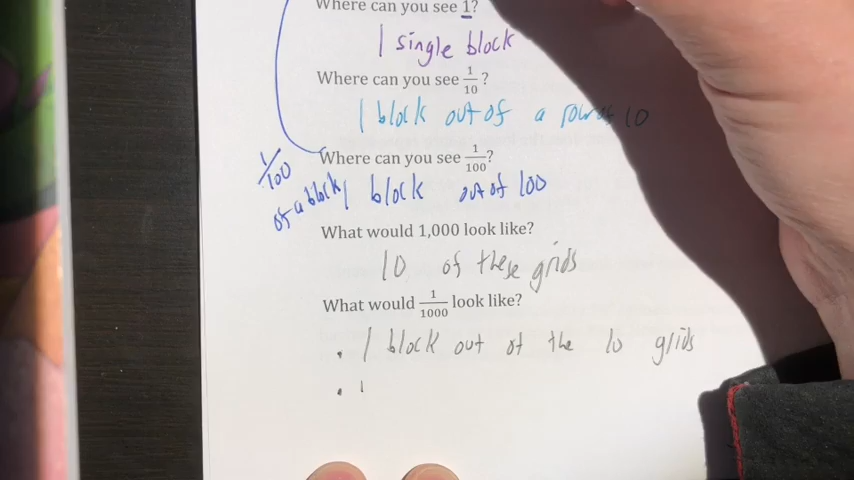 Where can you see 1?
1 single block
Where can you see 1/10?
1 block out of a row of 10
Where can you see 1/100?
1/100
of a block
1 block out of 100
What would 1,000 look like?
10 of these grids
What would 1/1000 look like?
. 1 block out of the 10 grids
. 1